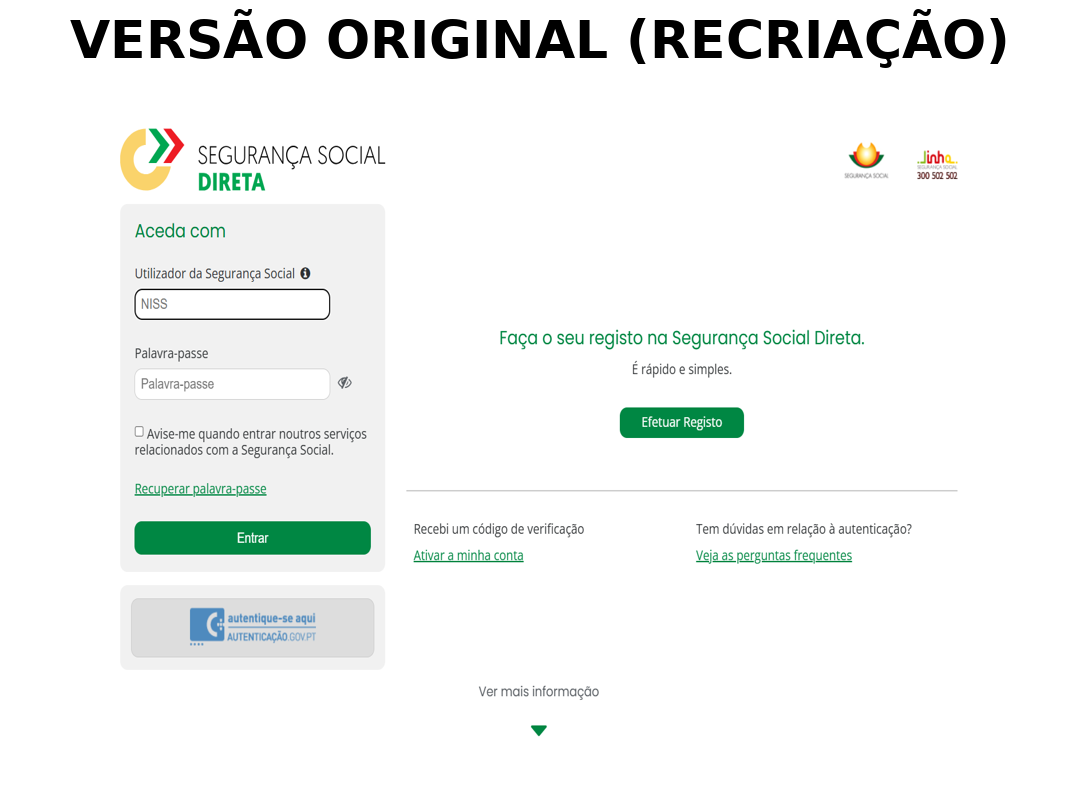 VERSÃO ORIGINAL (RECRIAÇÃO)
SEGURANÇA SOCIAL
DIRETA
SEGURANÇA SOCIAL
.linha.
SEGURANÇA SOCIAL
300 502 502
Aceda com
Utilizador da Segurança Social
NISS
Palavra-passe
Palavra-passe
Avise-me quando entrar noutros serviços
relacionados com a Segurança Social.
Recuperar palavra-passe
Entrar
autentique-se aqui
AUTENTICAÇÃO.GOV.PT
Faça o seu registo na Segurança Social Direta.
É rápido e simples.
Efetuar Registo
Recebi um código de verificação
Ativar a minha conta
Tem dúvidas em relação à autenticação?
Veja as perguntas frequentes
Ver mais informação